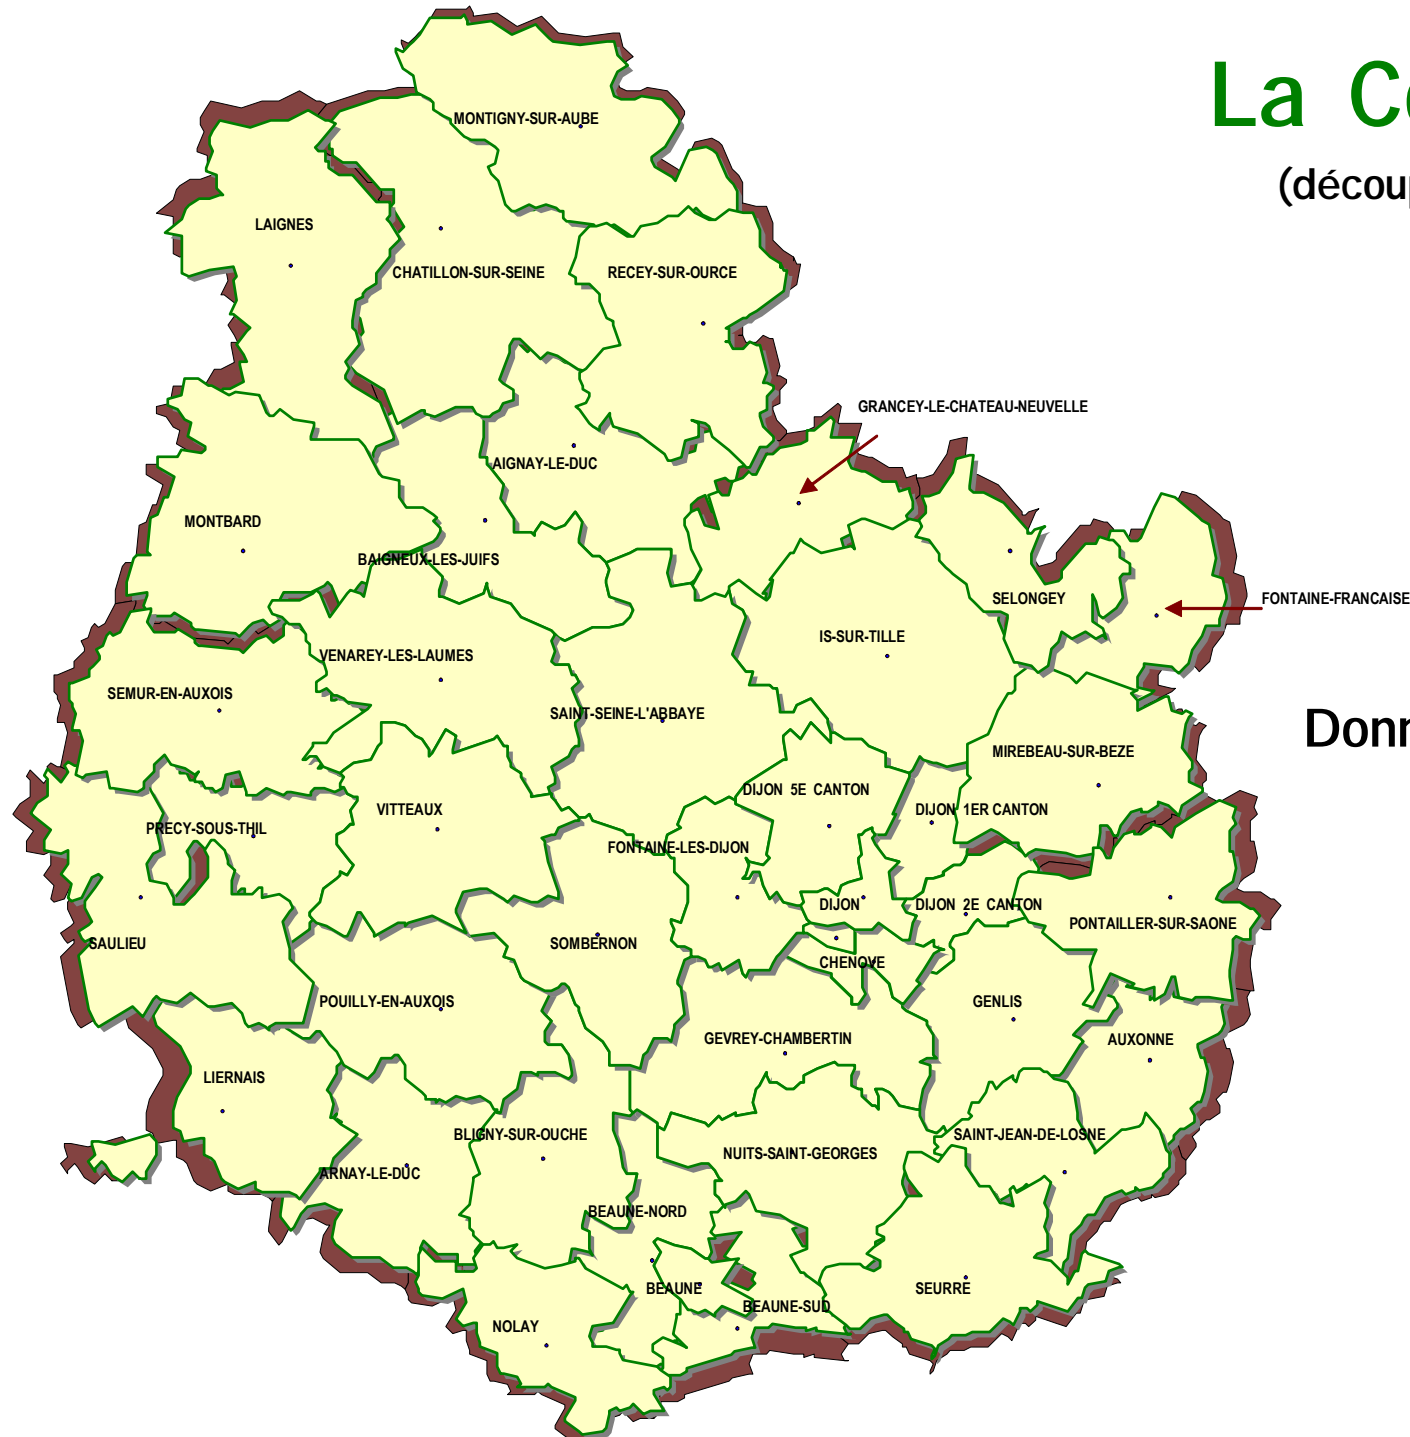 La
MONTIGNY-SUR-AUBE
LAIGNES
CHATILLON-SUR-SEINE
RECEY-SUR-OURCE
GRANCEY-LE-CHATEAU-NEUVELLE
AIGNAY-LE-DUC
MONTBARD
BAIGNEUX-LES-JUIFS
SELONGEY
FONTAINE-FRANCAISE
IS-SUR-TILLE
VENAREY-LES-LAUMES
SEMUR-EN-AUXOIS
SAINT-SEINE-L'ABBAYE
MIREBEAU-SUR-BEZE
DIJON 5E CANTON
VITTEAUX
DIJON 1ER CANTON
PRECY-SOUS-THIL
FONTAINE-LES-DIJON
DIJON
DIJON 2E CANTON
PONTAILLER-SUR-SAONE
SAULIEU
SOMBERNON
CHENOVE
POUILLY-EN-AUXOIS
GENLIS
GEVREY-CHAMBERTIN
AUXONNE
LIERNAIS
BLIGNY-SUR-OUCHE
SAINT-JEAN-DE-LOSNE
NUITS-SAINT-GEORGES
ARNAY-LE-DUC
BEAUNE-NORD
BEAUNE
SEURRE
BEAUNE-SUD
NOLAY